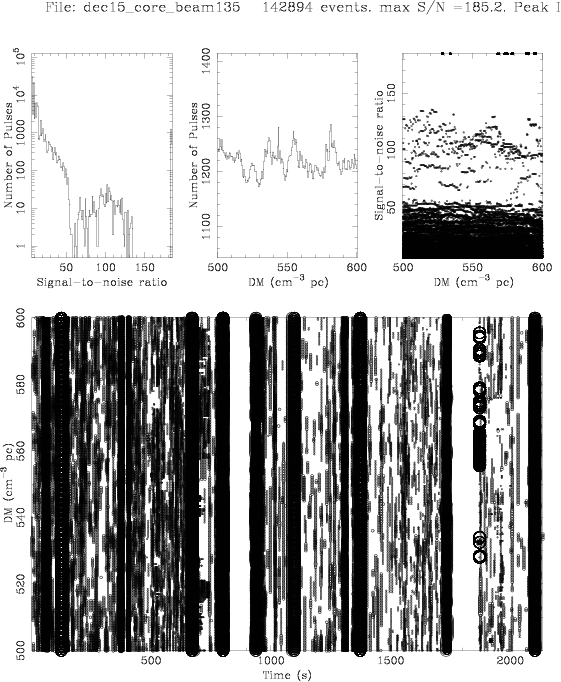 File: dec15_core_beam135 142894 events. max S/N =185.2. Peak I
Number of Pulses
1 10 100 1000 10^4 10^5
50 100 150
Signal-to-noise ratio
Number of Pulses
1100 1200 1300 1400
500 550 600
DM (cm^-3 pc)
Signal-to-noise ratio
50 100 150
500 550 600
DM (cm^-3 pc)
DM (cm^-3 pc)
500 520 540 560 580 600
500 1000 1500 2000
Time (s)